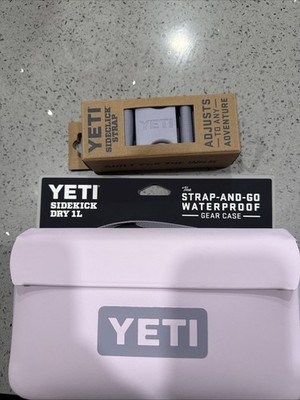 YETI
SIDECLICK
STRAP
YETI
ADJUSTS
TO ANY
ADVENTURE
YETI
SIDEKICK
DRY 1L
The
STRAP-AND-GO
WATERPROOF
GEAR CASE
YETI